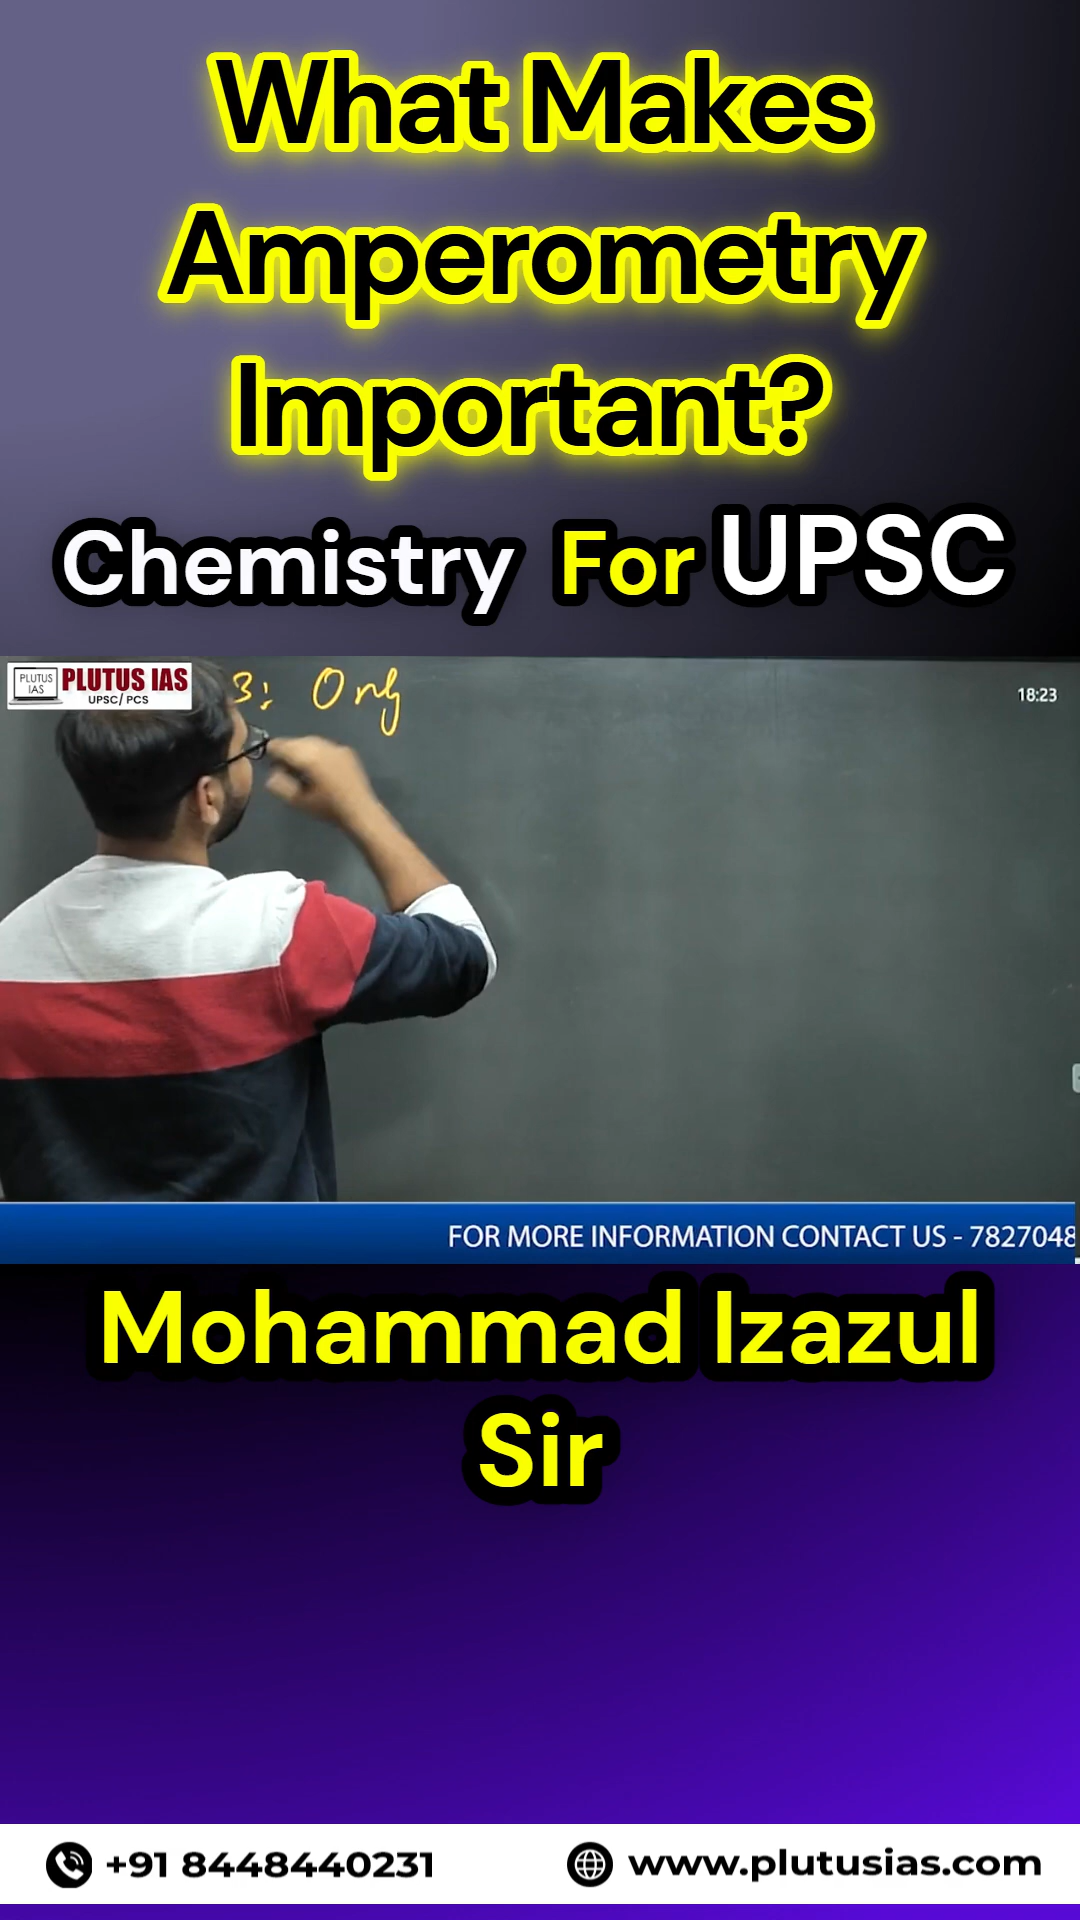 What Makes
Amperometry
Important?
Chemistry For UPSC
PLUTUS IAS
PLUTUS IAS
UPSC/ PCS
3: Org
18:23
FOR MORE INFORMATION CONTACT US - 7827048
Mohammad Izazul
Sir
+91 8448440231
www.plutusias.com